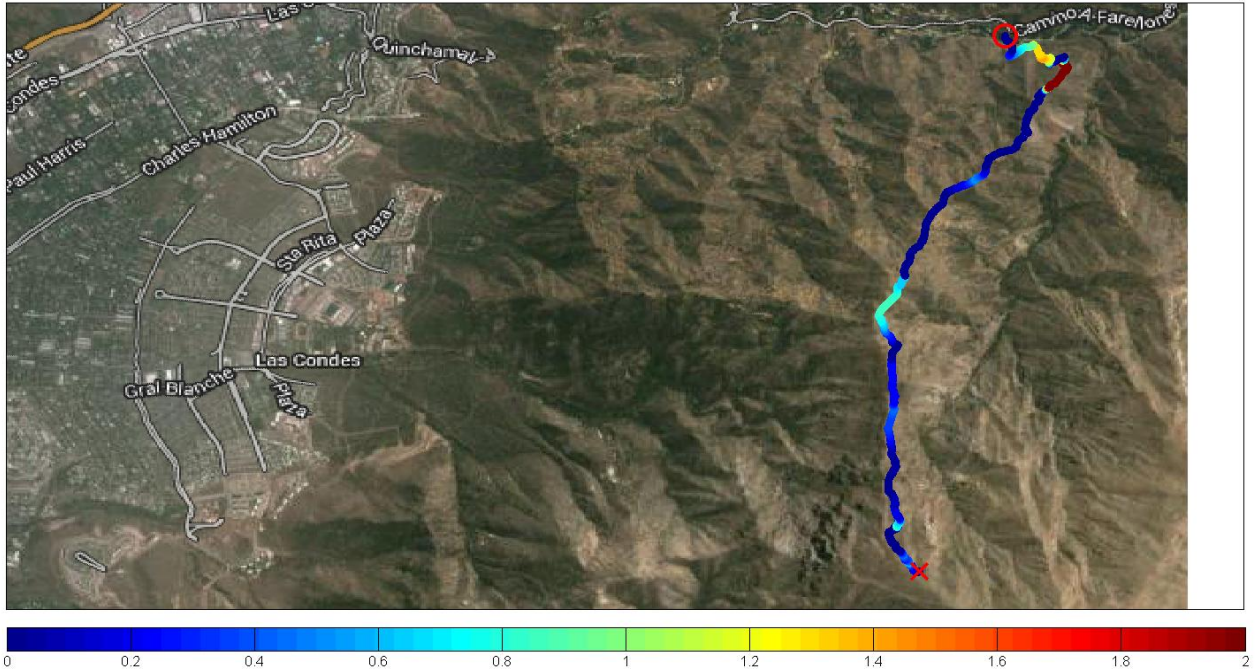 Las
Camino A Farellones
Quinchamal
Condes
Charles Hamilton
Paul Harris
Sta Rita
Plaza
Las Condes
Gral Blanche
Plaza
0 0.2 0.4 0.6 0.8 1 1.2 1.4 1.6 1.8 2